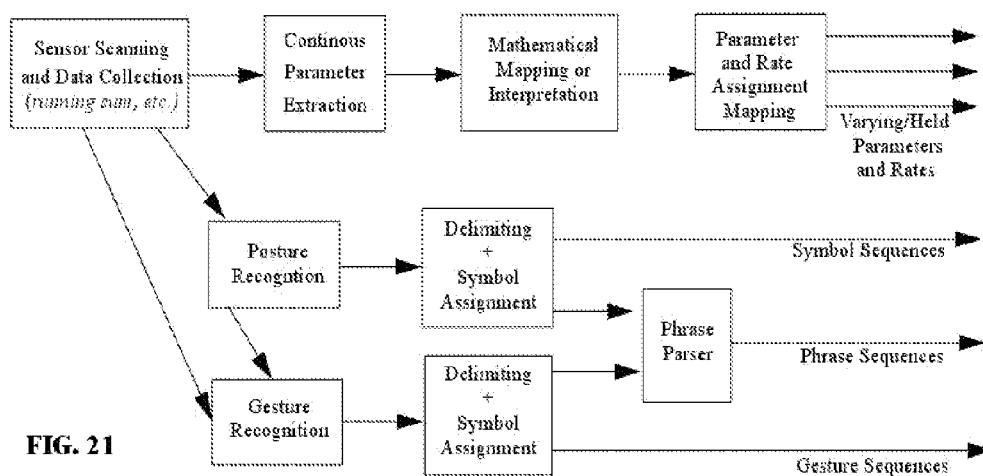 Sensor Scanning
and Data Collection
(running sum, etc.)
Continous
Parameter
Extraction
Mathematical
Mapping or
Interpretation
Parameter
and Rate
Assignment
Mapping
Varying/Held
Parameters
and Rates
Posture
Recogntion
Delimiting
+
Symbol
Assignment
Symbol Sequences
Phrase
Parser
Phrase Sequences
Gesture
Recognition
Delimiting
+
Symbol
Assignment
Gesture Sequences
FIG. 21